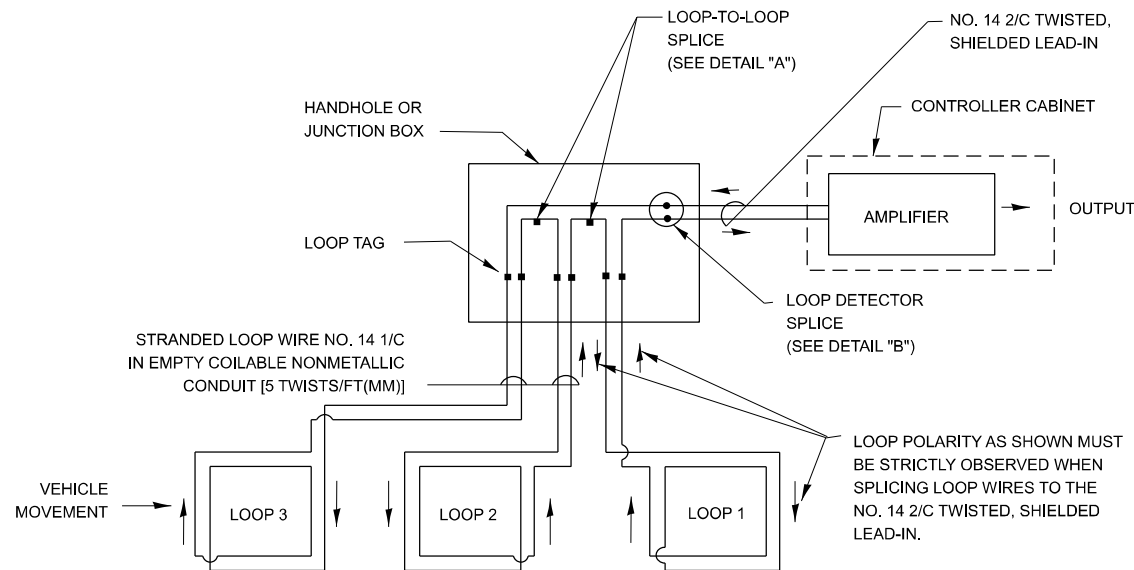 LOOP-TO-LOOP
SPLICE
(SEE DETAIL "A")
NO. 14 2/C TWISTED,
SHIELDED LEAD-IN
HANDHOLE OR
JUNCTION BOX
CONTROLLER CABINET
AMPLIFIER
OUTPUT
LOOP TAG
LOOP DETECTOR
SPLICE
(SEE DETAIL "B")
STRANDED LOOP WIRE NO. 14 1/C
IN EMPTY COILABLE NONMETALLIC
CONDUIT [5 TWISTS/FT(MM)]
LOOP POLARITY AS SHOWN MUST
BE STRICTLY OBSERVED WHEN
SPLICING LOOP WIRES TO THE
NO. 14 2/C TWISTED, SHIELDED
LEAD-IN.
VEHICLE
MOVEMENT
LOOP 3
LOOP 2
LOOP 1